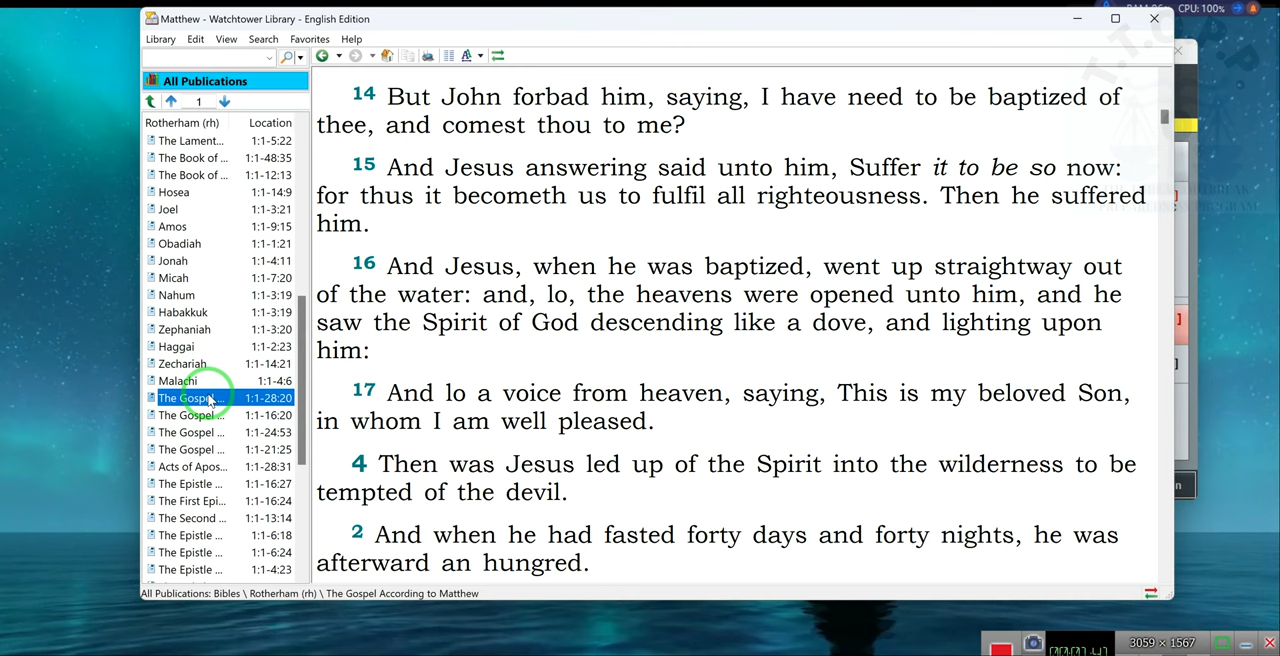 RAM: 96% CPU: 100%
Matthew - Watchtower Library - English Edition
Library Edit View Search Favorites Help
All Publications
1
Rotherham (rh) Location
The Lament... 1:1-5:22
The Book of ... 1:1-48:35
The Book of ... 1:1-12:13
Hosea 1:1-14:9
Joel 1:1-3:21
Amos 1:1-9:15
Obadiah 1:1-1:21
Jonah 1:1-4:11
Micah 1:1-7:20
Nahum 1:1-3:19
Habakkuk 1:1-3:19
Zephaniah 1:1-3:20
Haggai 1:1-2:23
Zechariah 1:1-14:21
Malachi 1:1-4:6
The Gospel ... 1:1-28:20
The Gospel ... 1:1-16:20
The Gospel ... 1:1-24:53
The Gospel ... 1:1-21:25
Acts of Apos... 1:1-28:31
The Epistle ... 1:1-16:27
The First Epi... 1:1-16:24
The Second ... 1:1-13:14
The Epistle ... 1:1-6:18
The Epistle ... 1:1-6:24
The Epistle ... 1:1-4:23
14 But John forbad him, saying, I have need to be baptized of
thee, and comest thou to me?
15 And Jesus answering said unto him, Suffer it to be so now:
for thus it becometh us to fulfil all righteousness. Then he suffered
him.
16 And Jesus, when he was baptized, went up straightway out
of the water: and, lo, the heavens were opened unto him, and he
saw the Spirit of God descending like a dove, and lighting upon
him:
17 And lo a voice from heaven, saying, This is my beloved Son,
in whom I am well pleased.
4 Then was Jesus led up of the Spirit into the wilderness to be
tempted of the devil.
2 And when he had fasted forty days and forty nights, he was
afterward an hungred.
All Publications: Bibles \ Rotherham (rh) \ The Gospel According to Matthew
T.T.O.P.P.
00:01:41
3059 × 1567